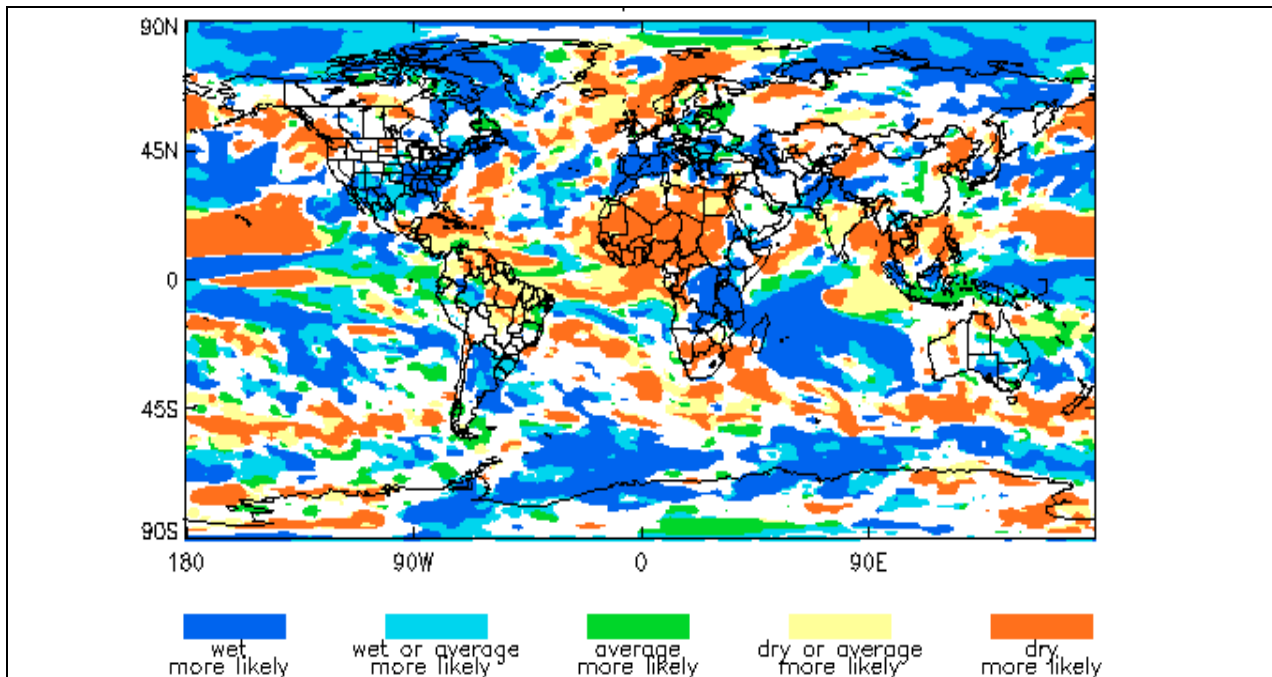 90N
45N
0
45S
90S
180
90W
0
90E
wet
more likely
wet or average
more likely
average
more likely
dry or average
more likely
dry
more likely